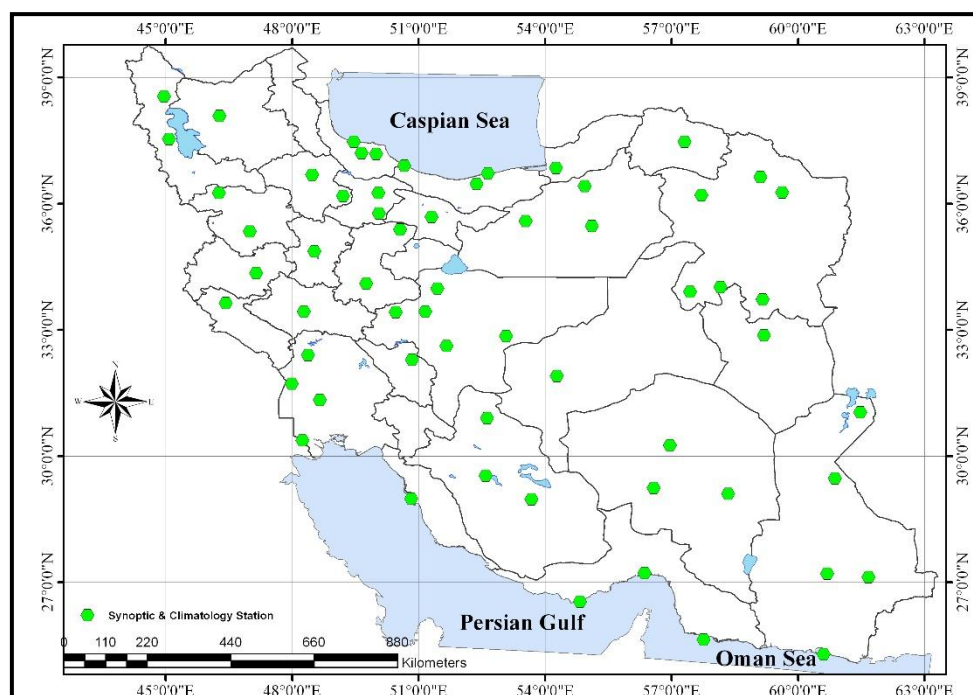 45°0'0"E 48°0'0"E 51°0'0"E 54°0'0"E 57°0'0"E 60°0'0"E 63°0'0"E
39°0'0"N 39°0'0"N
Caspian Sea
36°0'0"N 36°0'0"N
33°0'0"N 33°0'0"N
N
W E
S
30°0'0"N 30°0'0"N
27°0'0"N 27°0'0"N
Synoptic & Climatology Station
Persian Gulf
0 110 220 440 660 880
Kilometers
Oman Sea
45°0'0"E 48°0'0"E 51°0'0"E 54°0'0"E 57°0'0"E 60°0'0"E 63°0'0"E